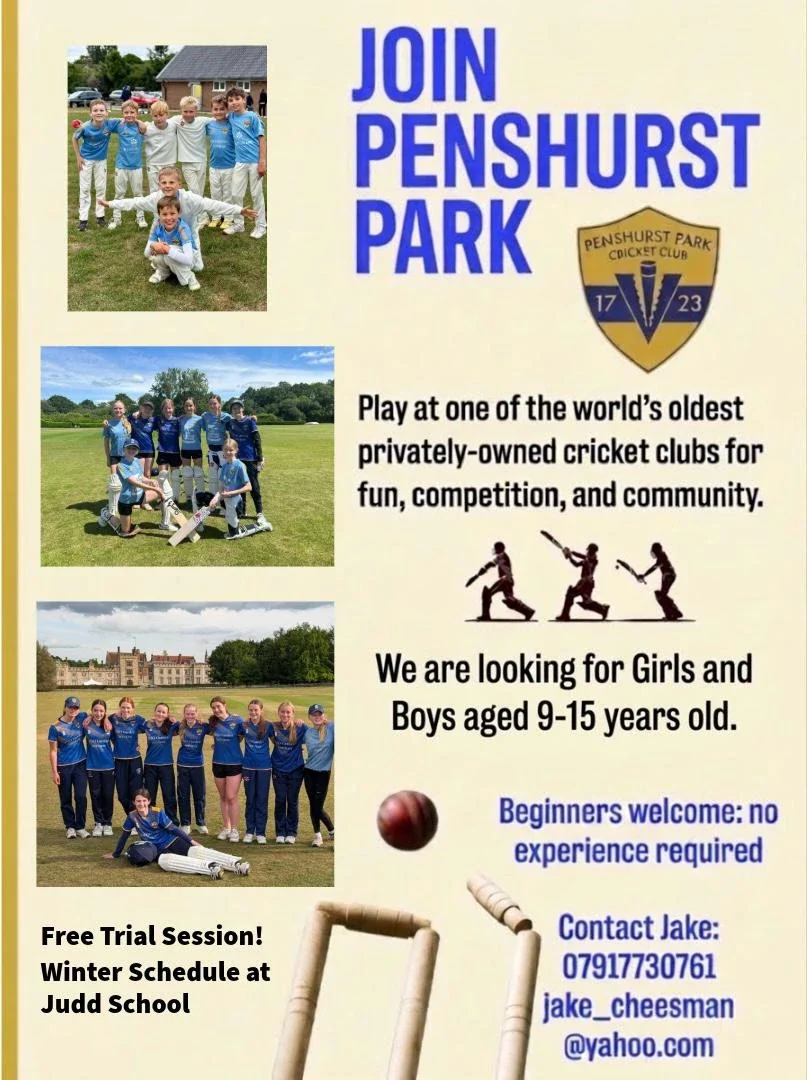 JOIN
PENSHURST
PARK
PENSHURST PARK
CRICKET CLUB
17 23
Play at one of the world's oldest
privately-owned cricket clubs for
fun, competition, and community.
We are looking for Girls and
Boys aged 9-15 years old.
Beginners welcome: no
experience required
Free Trial Session!
Winter Schedule at
Judd School
Contact Jake:
07917730761
jake_cheesman
@yahoo.com